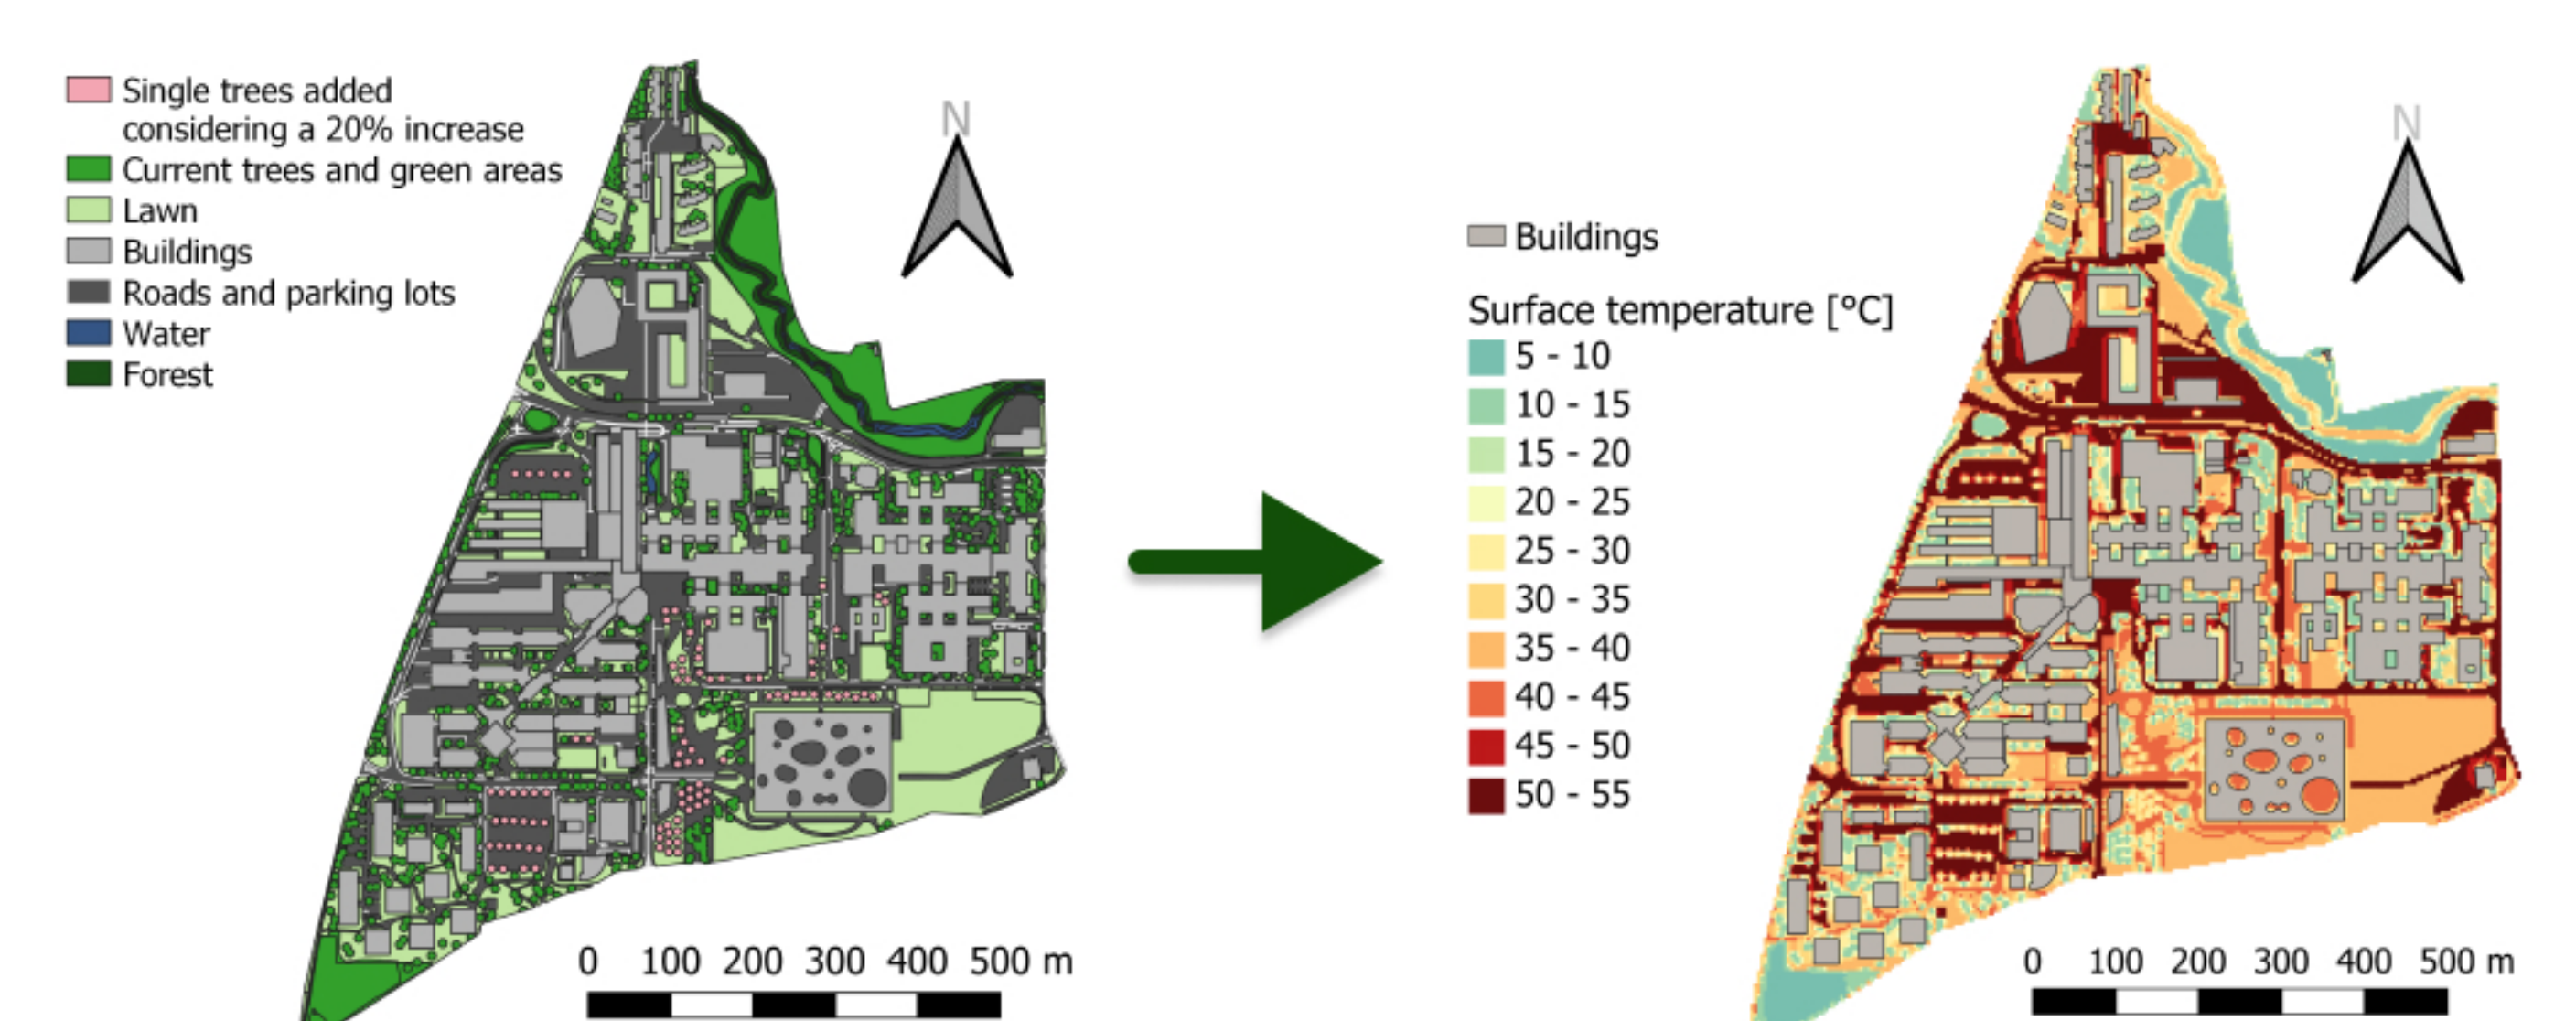 Single trees added
considering a 20% increase
Current trees and green areas
Lawn
Buildings
Roads and parking lots
Water
Forest
N
0 100 200 300 400 500 m
Buildings
Surface temperature [°C]
5 - 10
10 - 15
15 - 20
20 - 25
25 - 30
30 - 35
35 - 40
40 - 45
45 - 50
50 - 55
N
0 100 200 300 400 500 m